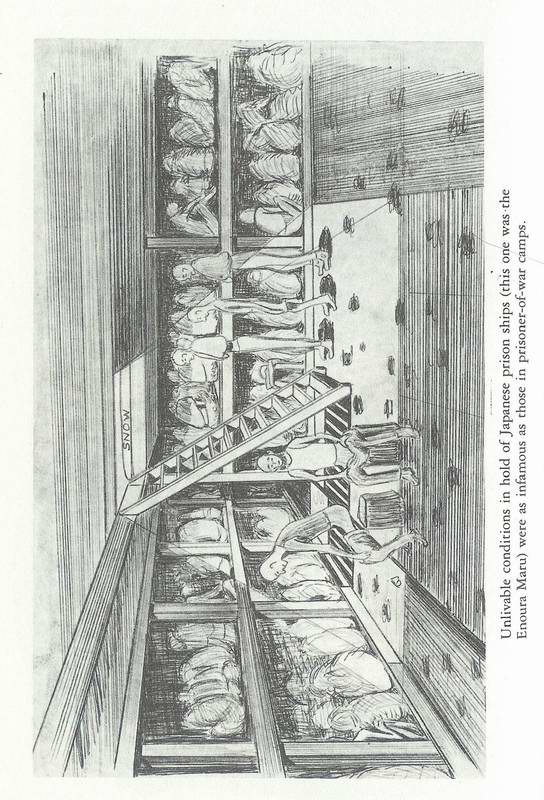 SNOW
Unlivable conditions in hold of Japanese prison ships (this one was the
Enoura Maru) were as infamous as those in prisoner-of-war camps.